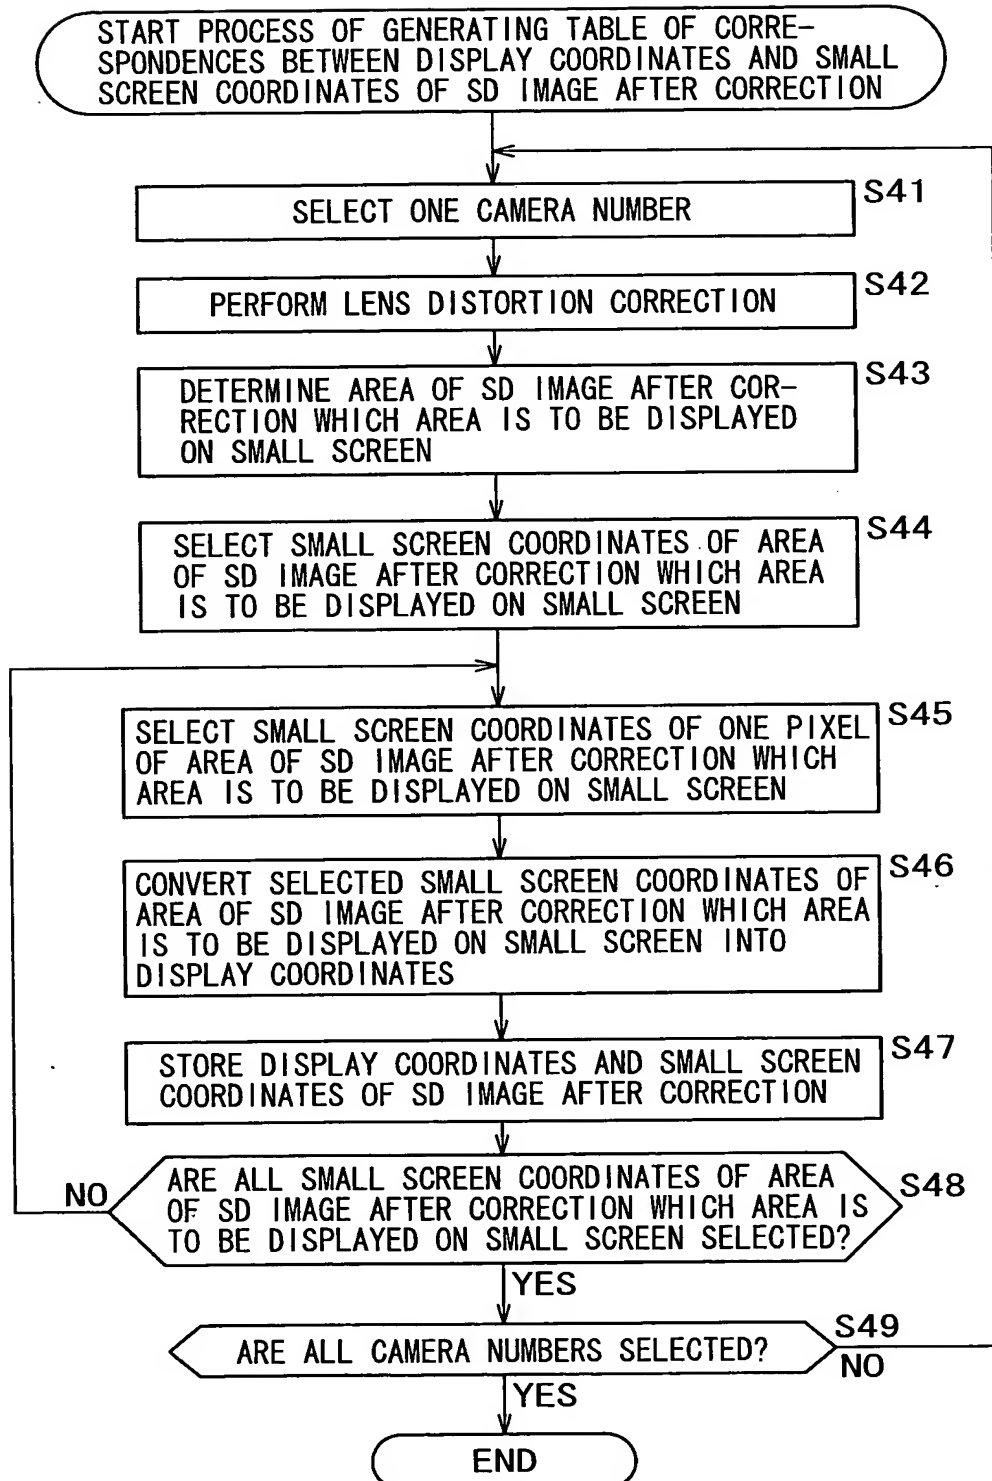 START PROCESS OF GENERATING TABLE OF CORRE-
SPONDENCES BETWEEN DISPLAY COORDINATES AND SMALL
SCREEN COORDINATES OF SD IMAGE AFTER CORRECTION
S41
SELECT ONE CAMERA NUMBER
S42
PERFORM LENS DISTORTION CORRECTION
S43
DETERMINE AREA OF SD IMAGE AFTER COR-
RECTION WHICH AREA IS TO BE DISPLAYED
ON SMALL SCREEN
S44
SELECT SMALL SCREEN COORDINATES OF AREA
OF SD IMAGE AFTER CORRECTION WHICH AREA
IS TO BE DISPLAYED ON SMALL SCREEN
S45
SELECT SMALL SCREEN COORDINATES OF ONE PIXEL
OF AREA OF SD IMAGE AFTER CORRECTION WHICH
AREA IS TO BE DISPLAYED ON SMALL SCREEN
S46
CONVERT SELECTED SMALL SCREEN COORDINATES OF
AREA OF SD IMAGE AFTER CORRECTION WHICH AREA
IS TO BE DISPLAYED ON SMALL SCREEN INTO
DISPLAY COORDINATES
S47
STORE DISPLAY COORDINATES AND SMALL SCREEN
COORDINATES OF SD IMAGE AFTER CORRECTION
S48
ARE ALL SMALL SCREEN COORDINATES OF AREA
OF SD IMAGE AFTER CORRECTION WHICH AREA IS
TO BE DISPLAYED ON SMALL SCREEN SELECTED?
NO
YES
S49
ARE ALL CAMERA NUMBERS SELECTED?
NO
YES
END